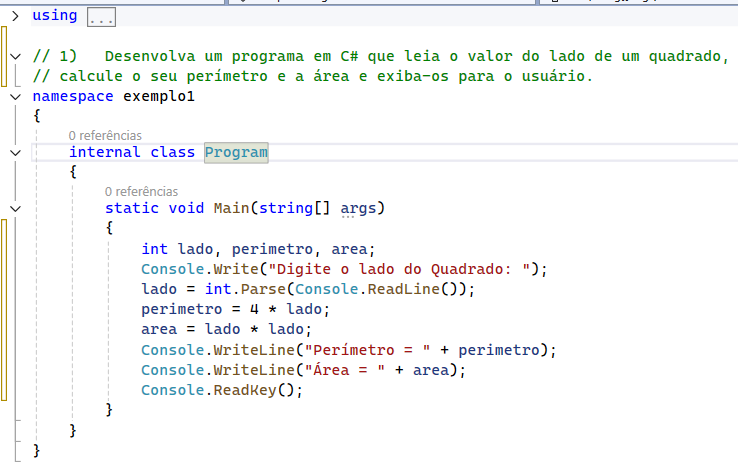 using ...
// 1)   Desenvolva um programa em C# que leia o valor do lado de um quadrado,
// calcule o seu perímetro e a área e exiba-os para o usuário.
namespace exemplo1
{
0 referências
internal class Program
{
0 referências
static void Main(string[] args)
{
int lado, perimetro, area;
Console.Write("Digite o lado do Quadrado: ");
lado = int.Parse(Console.ReadLine());
perimetro = 4 * lado;
area = lado * lado;
Console.WriteLine("Perímetro = " + perimetro);
Console.WriteLine("Área = " + area);
Console.ReadKey();
}
}
}